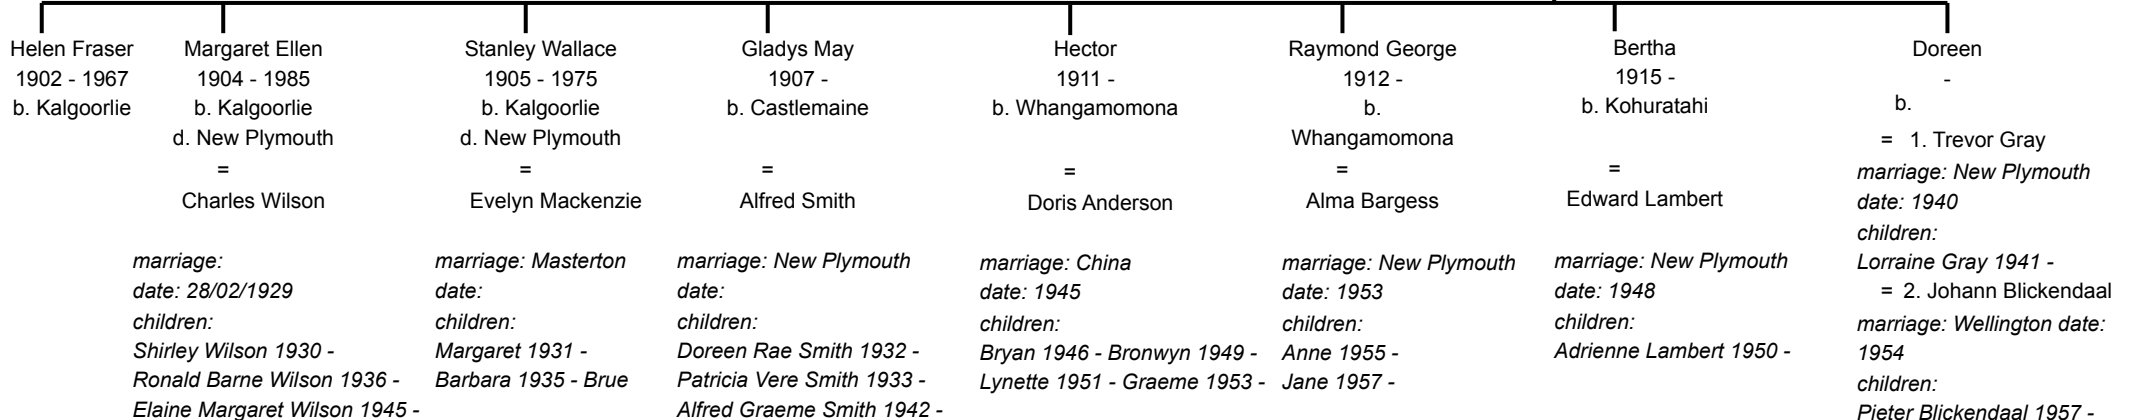 Helen Fraser
1902 - 1967
b. Kalgoorlie
Margaret Ellen
1904 - 1985
b. Kalgoorlie
d. New Plymouth
=
Charles Wilson
marriage:
date: 28/02/1929
children:
Shirley Wilson 1930 -
Ronald Barne Wilson 1936 -
Elaine Margaret Wilson 1945 -
Stanley Wallace
1905 - 1975
b. Kalgoorlie
d. New Plymouth
=
Evelyn Mackenzie
marriage: Masterton
date:
children:
Margaret 1931 -
Barbara 1935 - Brue
Gladys May
1907 -
b. Castlemaine
=
Alfred Smith
marriage: New Plymouth
date:
children:
Doreen Rae Smith 1932 -
Patricia Vere Smith 1933 -
Alfred Graeme Smith 1942 -
Hector
1911 -
b. Whangamomona
=
Doris Anderson
marriage: China
date: 1945
children:
Bryan 1946 - Bronwyn 1949 -
Lynette 1951 - Graeme 1953 -
Raymond George
1912 -
b.
Whangamomona
=
Alma Bargess
marriage: New Plymouth
date: 1953
children:
Anne 1955 -
Jane 1957 -
Bertha
1915 -
b. Kohuratahi
=
Edward Lambert
marriage: New Plymouth
date: 1948
children:
Adrienne Lambert 1950 -
Doreen
-
b.
= 1. Trevor Gray
marriage: New Plymouth
date: 1940
children:
Lorraine Gray 1941 -
= 2. Johann Blickendaal
marriage: Wellington date:
1954
children:
Pieter Blickendaal 1957 -